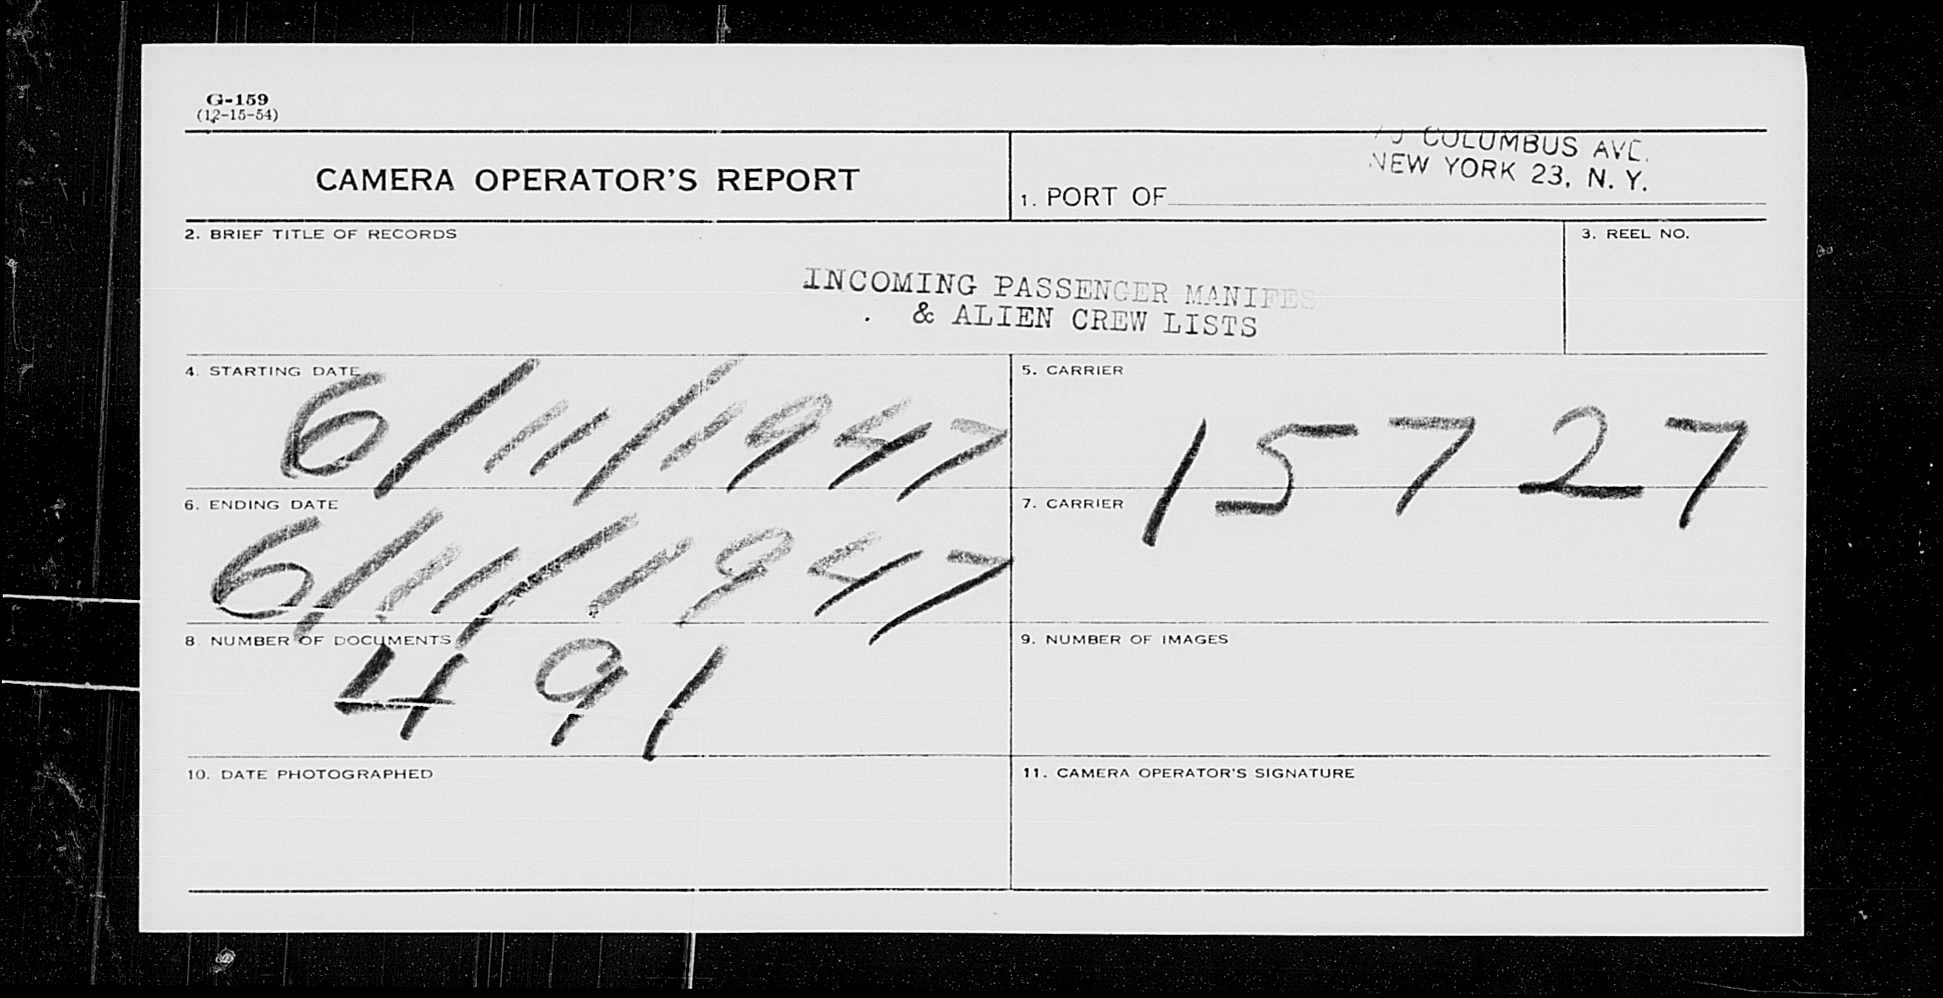 G-159
(12-15-54)
CAMERA OPERATOR'S REPORT
COLUMBUS AVE.
NEW YORK 23, N. Y.
1. PORT OF
2. BRIEF TITLE OF RECORDS
3. REEL NO.
INCOMING PASSENGER MANIFES
& ALIEN CREW LISTS
4. STARTING DATE
6/11/1947
5. CARRIER
15727
6. ENDING DATE
6/11/1947
7. CARRIER
8. NUMBER OF DOCUMENTS
491
9. NUMBER OF IMAGES
10. DATE PHOTOGRAPHED
11. CAMERA OPERATOR'S SIGNATURE